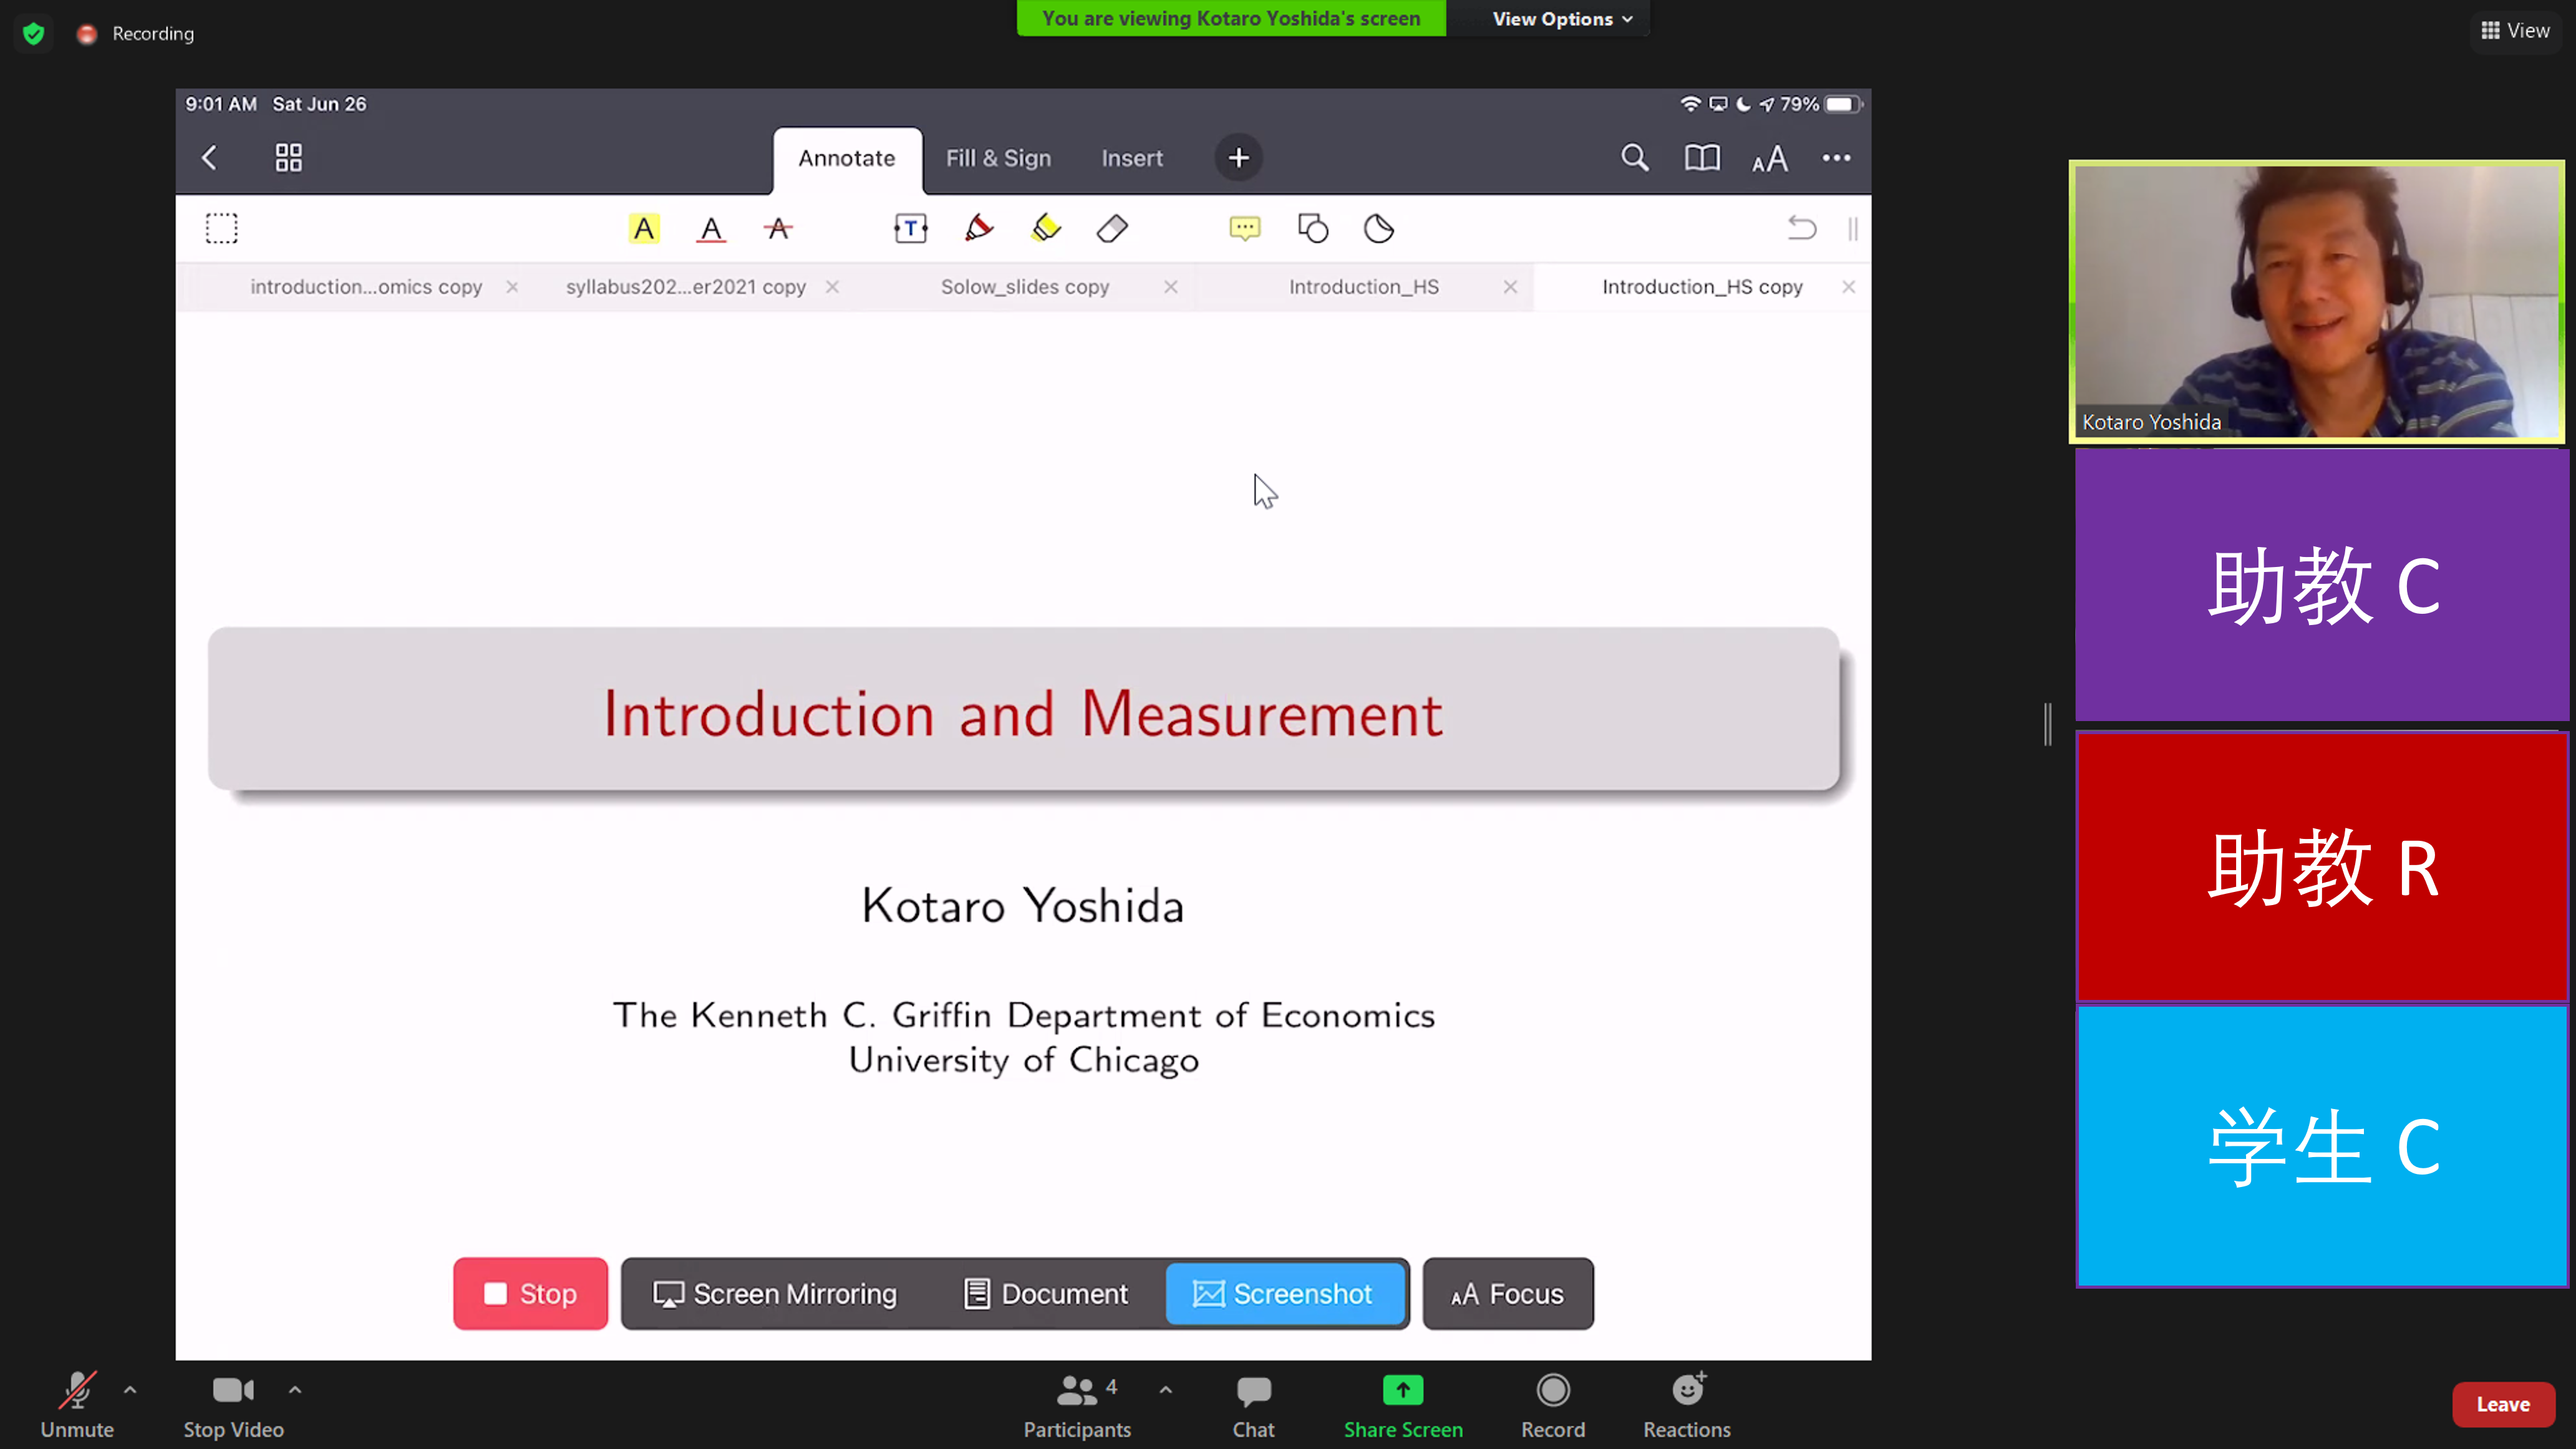 Recording
You are viewing Kotaro Yoshida's screen
View Options
View
9:01 AM Sat Jun 26
79%
Annotate
Fill & Sign
Insert
AA
A A A T
introduction...omics copy
syllabus202...er2021 copy
Solow_slides copy
Introduction_HS
Introduction_HS copy
Introduction and Measurement
Kotaro Yoshida
The Kenneth C. Griffin Department of Economics
University of Chicago
Stop
Screen Mirroring
Document
Screenshot
AA Focus
Kotaro Yoshida
助教 C
助教 R
学生 C
Unmute
Stop Video
4
Participants
Chat
Share Screen
Record
Reactions
Leave